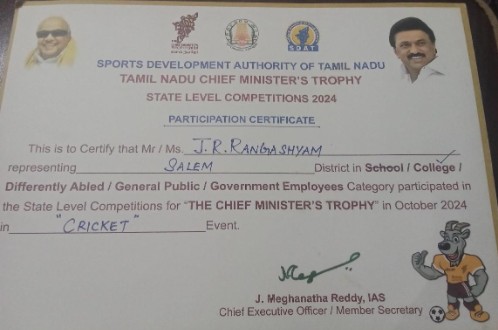 SDAT
SPORTS DEVELOPMENT AUTHORITY OF TAMIL NADU
TAMIL NADU CHIEF MINISTER'S TROPHY
STATE LEVEL COMPETITIONS 2024
PARTICIPATION CERTIFICATE
This is to Certify that Mr / Ms. J.R.RANGASHYAM
representing SALEM District in School / College /
Differently Abled / General Public / Government Employees Category participated
in the State Level Competitions for "THE CHIEF MINISTER'S TROPHY" in October 2024
in "CRICKET" Event.
J. Meghanatha Reddy, IAS
Chief Executive Officer / Member Secretary